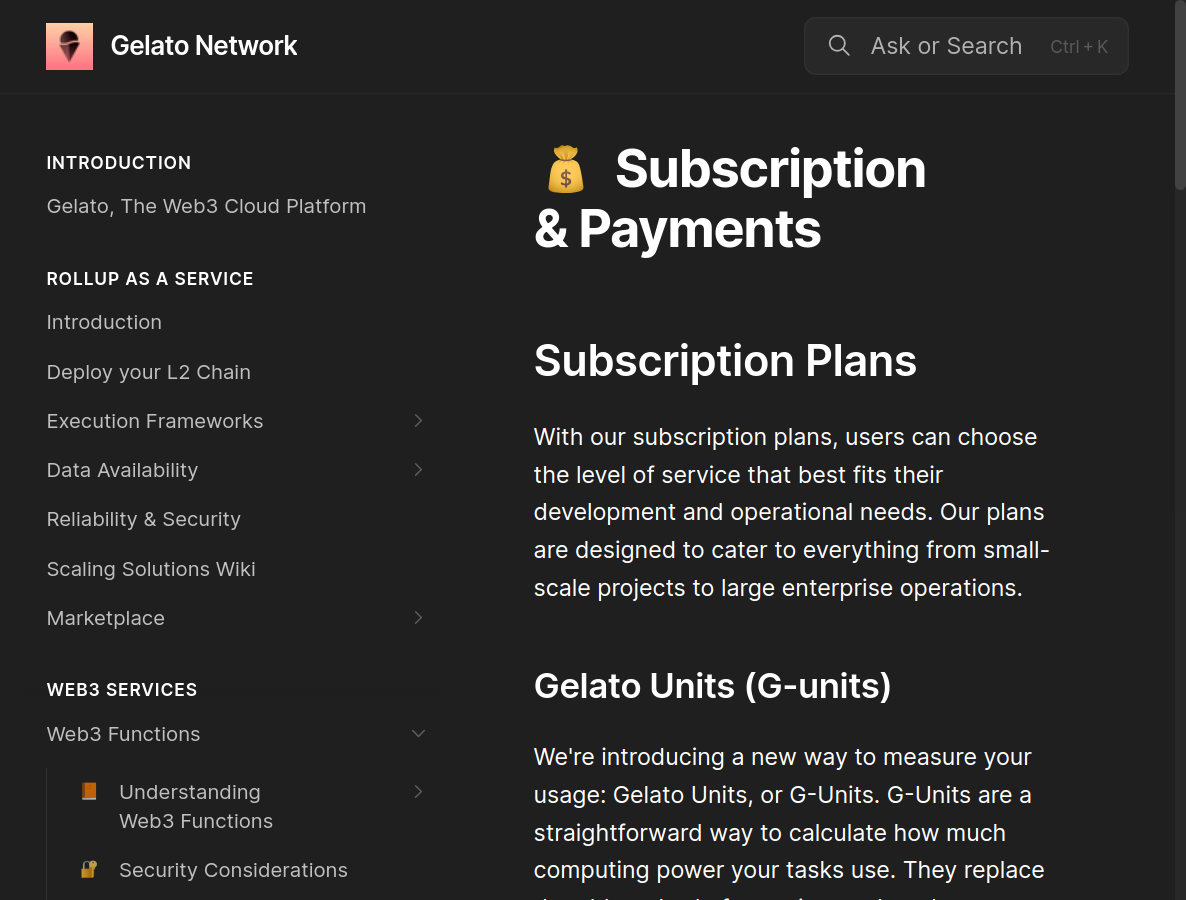 Gelato Network
Ask or Search Ctrl + K
INTRODUCTION
Gelato, The Web3 Cloud Platform
ROLLUP AS A SERVICE
Introduction
Deploy your L2 Chain
Execution Frameworks
Data Availability
Reliability & Security
Scaling Solutions Wiki
Marketplace
WEB3 SERVICES
Web3 Functions
Understanding
Web3 Functions
Security Considerations
Subscription
& Payments
Subscription Plans
With our subscription plans, users can choose
the level of service that best fits their
development and operational needs. Our plans
are designed to cater to everything from small-
scale projects to large enterprise operations.
Gelato Units (G-units)
We're introducing a new way to measure your
usage: Gelato Units, or G-Units. G-Units are a
straightforward way to calculate how much
computing power your tasks use. They replace